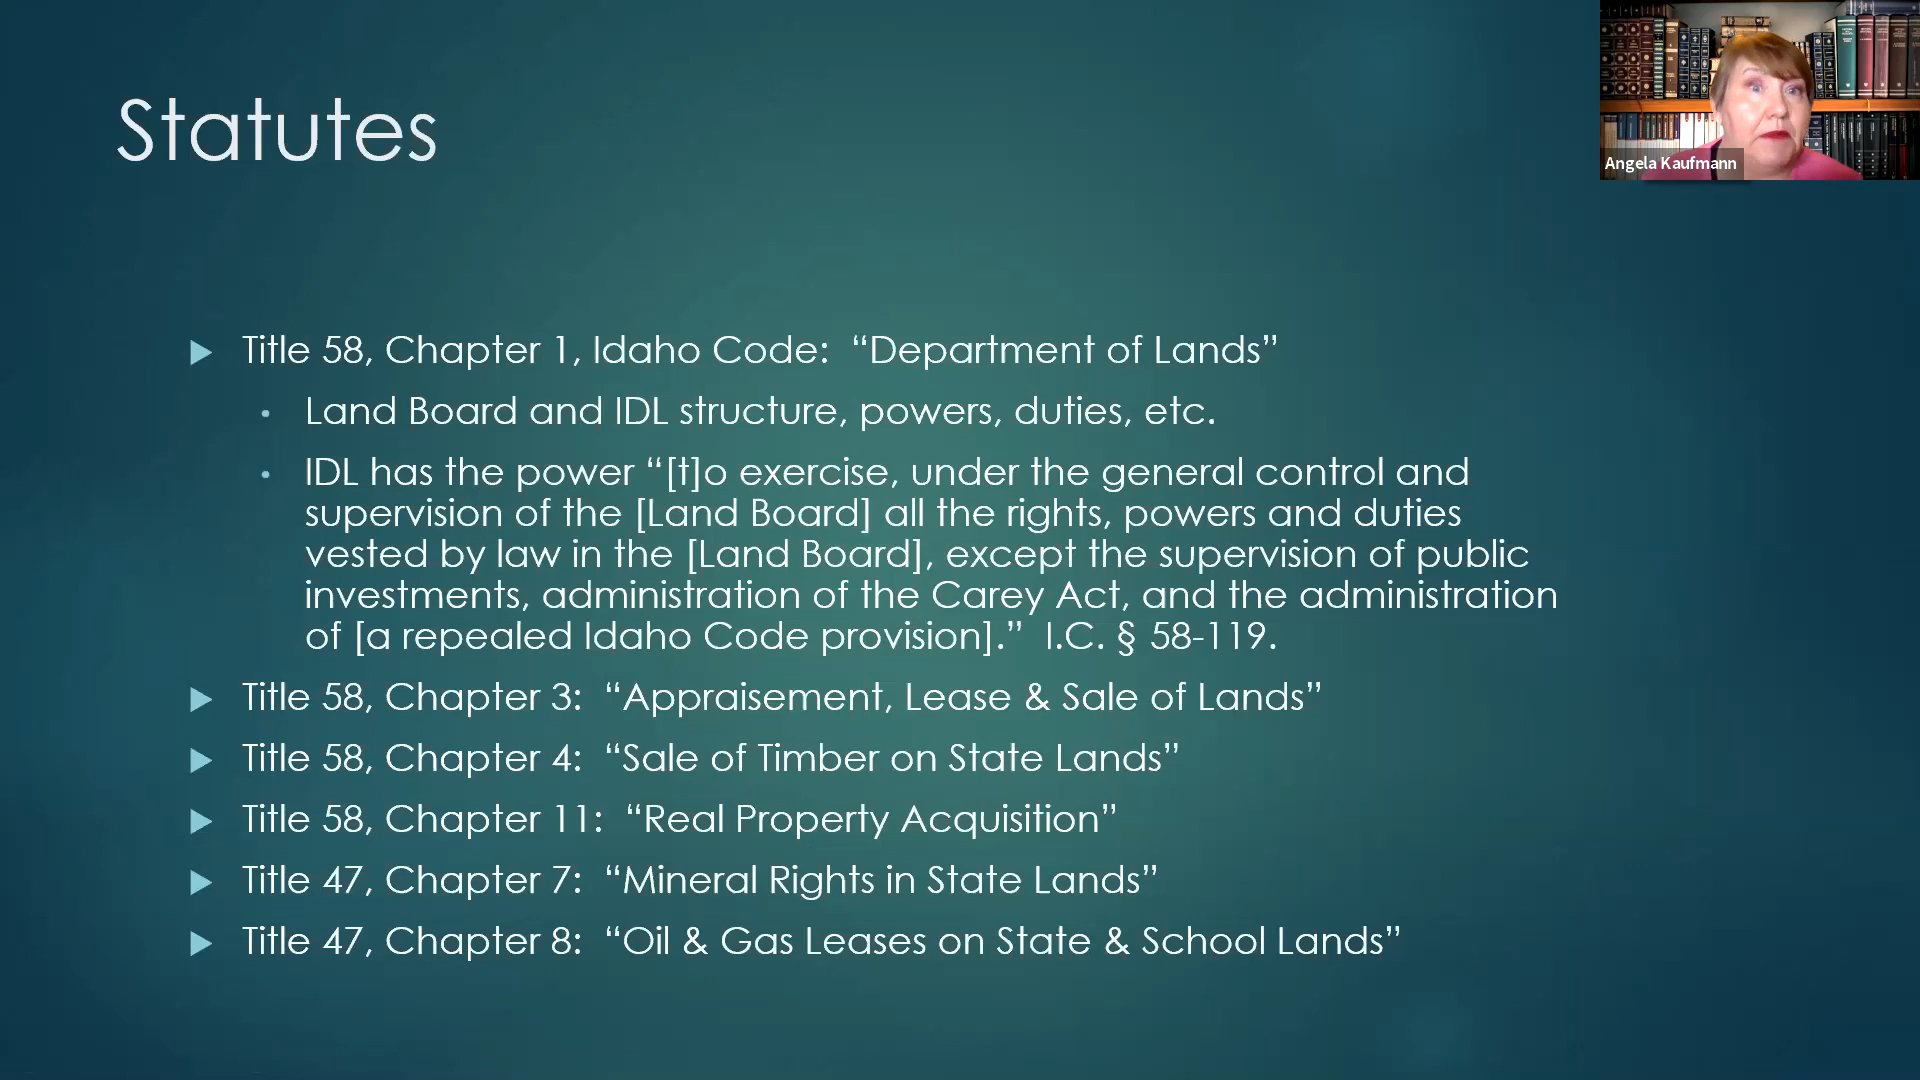 Statutes
Angela Kaufmann
Title 58, Chapter 1, Idaho Code:  “Department of Lands”
Land Board and IDL structure, powers, duties, etc.
IDL has the power “[t]o exercise, under the general control and
supervision of the [Land Board] all the rights, powers and duties
vested by law in the [Land Board], except the supervision of public
investments, administration of the Carey Act, and the administration
of [a repealed Idaho Code provision].”  I.C. § 58-119.
Title 58, Chapter 3:  “Appraisement, Lease & Sale of Lands”
Title 58, Chapter 4:  “Sale of Timber on State Lands”
Title 58, Chapter 11:  “Real Property Acquisition”
Title 47, Chapter 7:  “Mineral Rights in State Lands”
Title 47, Chapter 8:  “Oil & Gas Leases on State & School Lands”